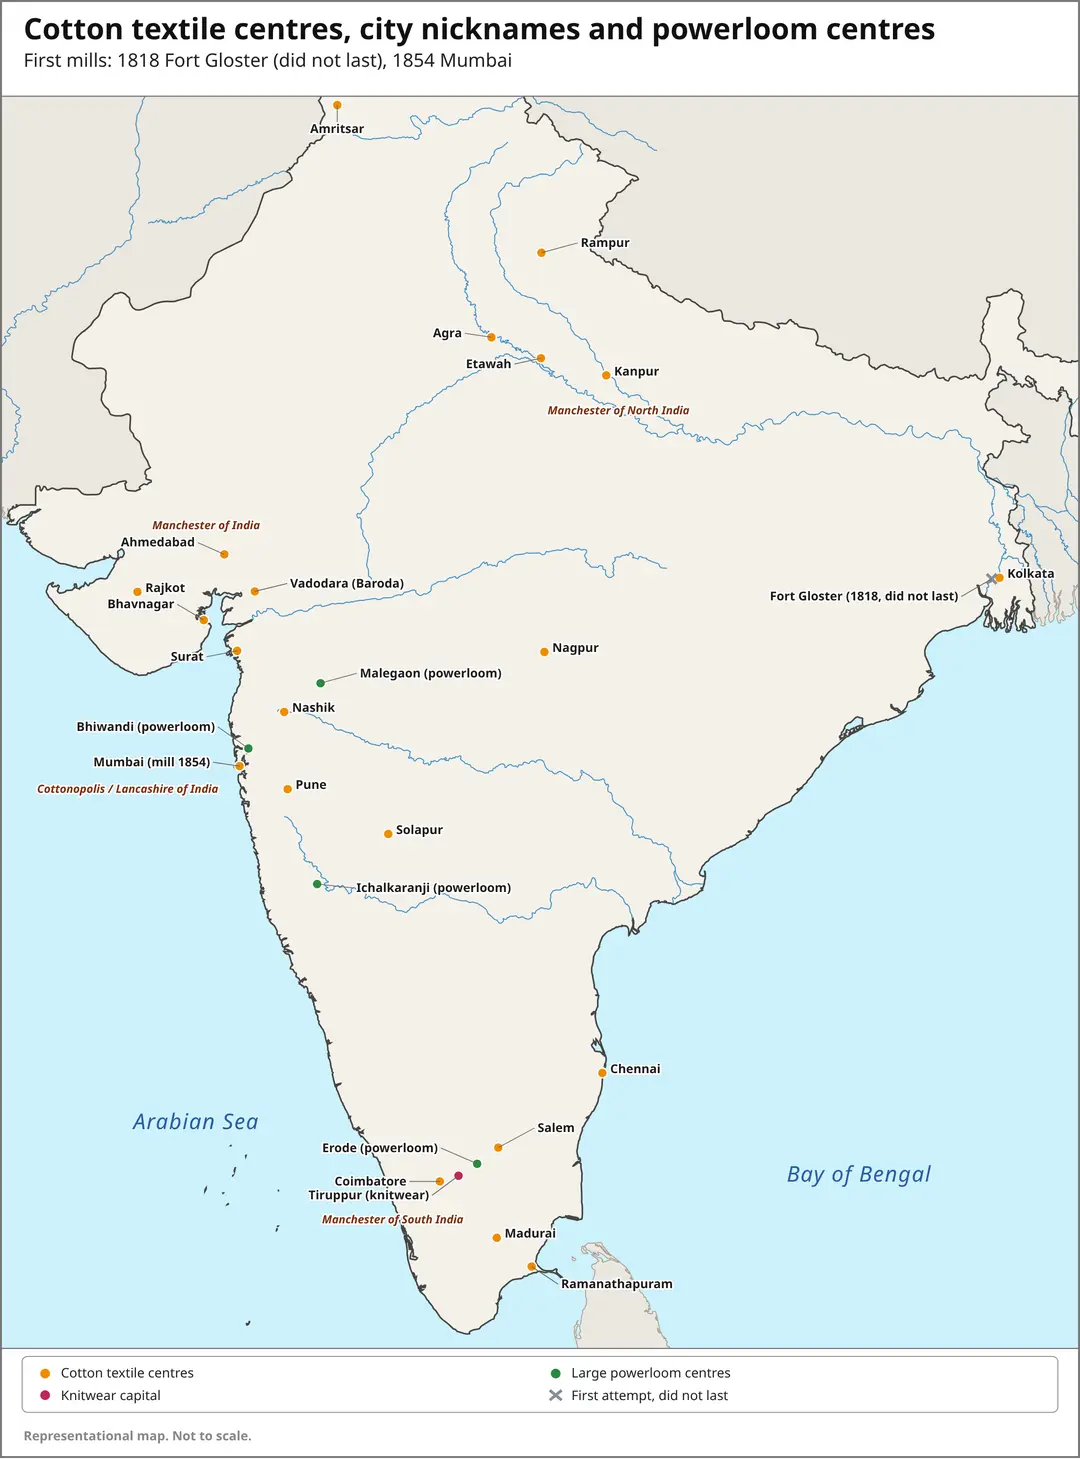 Cotton textile centres, city nicknames and powerloom centres
First mills: 1818 Fort Gloster (did not last), 1854 Mumbai
Amritsar
Rampur
Agra
Etawah
Kanpur
Manchester of North India
Manchester of India
Ahmedabad
Rajkot
Vadodara (Baroda)
Bhavnagar
Kolkata
Fort Gloster (1818, did not last)
Surat
Nagpur
Malegaon (powerloom)
Nashik
Bhiwandi (powerloom)
Mumbai (mill 1854)
Cottonopolis / Lancashire of India
Pune
Solapur
Ichalkaranji (powerloom)
Chennai
Arabian Sea
Salem
Erode (powerloom)
Bay of Bengal
Coimbatore
Tiruppur (knitwear)
Manchester of South India
Madurai
Ramanathapuram
Cotton textile centres
Large powerloom centres
Knitwear capital
First attempt, did not last
Representational map. Not to scale.